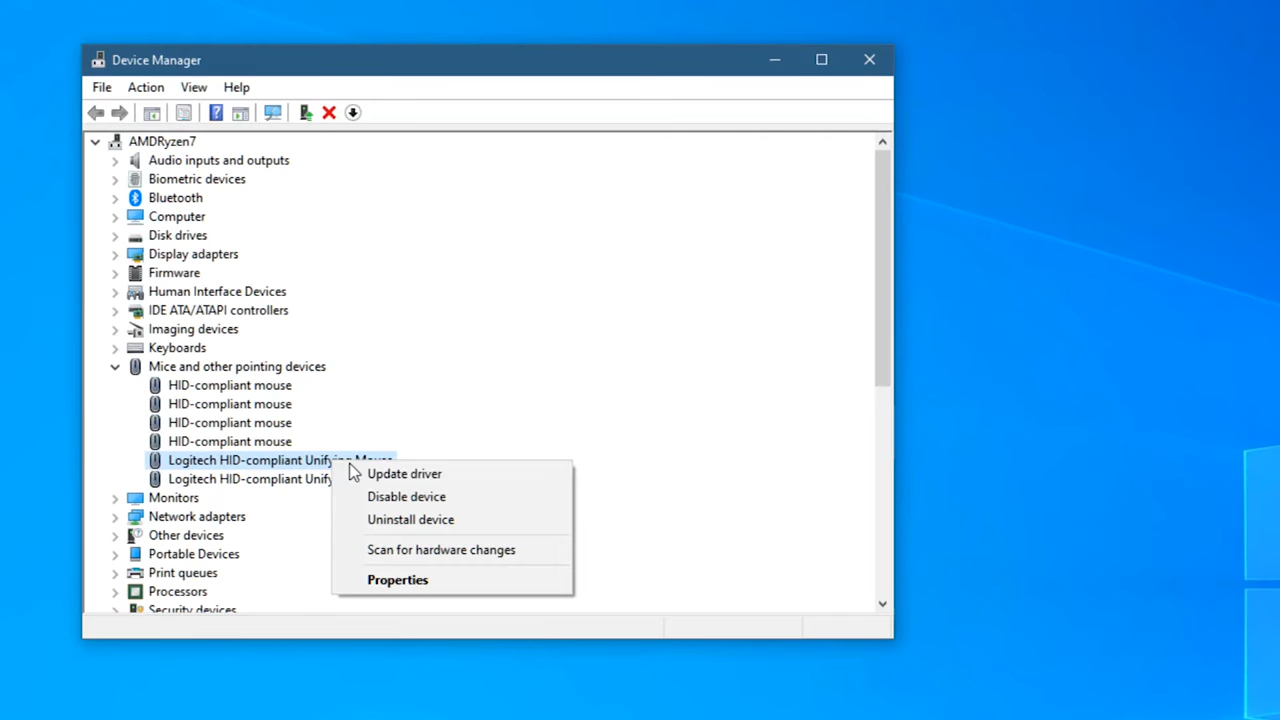 Device Manager
File Action View Help
AMDRyzen7
Audio inputs and outputs
Biometric devices
Bluetooth
Computer
Disk drives
Display adapters
Firmware
Human Interface Devices
IDE ATA/ATAPI controllers
Imaging devices
Keyboards
Mice and other pointing devices
HID-compliant mouse
HID-compliant mouse
HID-compliant mouse
HID-compliant mouse
Logitech HID-compliant Unifying Mouse
Logitech HID-compliant Unify
Update driver
Disable device
Uninstall device
Scan for hardware changes
Properties
Monitors
Network adapters
Other devices
Portable Devices
Print queues
Processors
Security devices